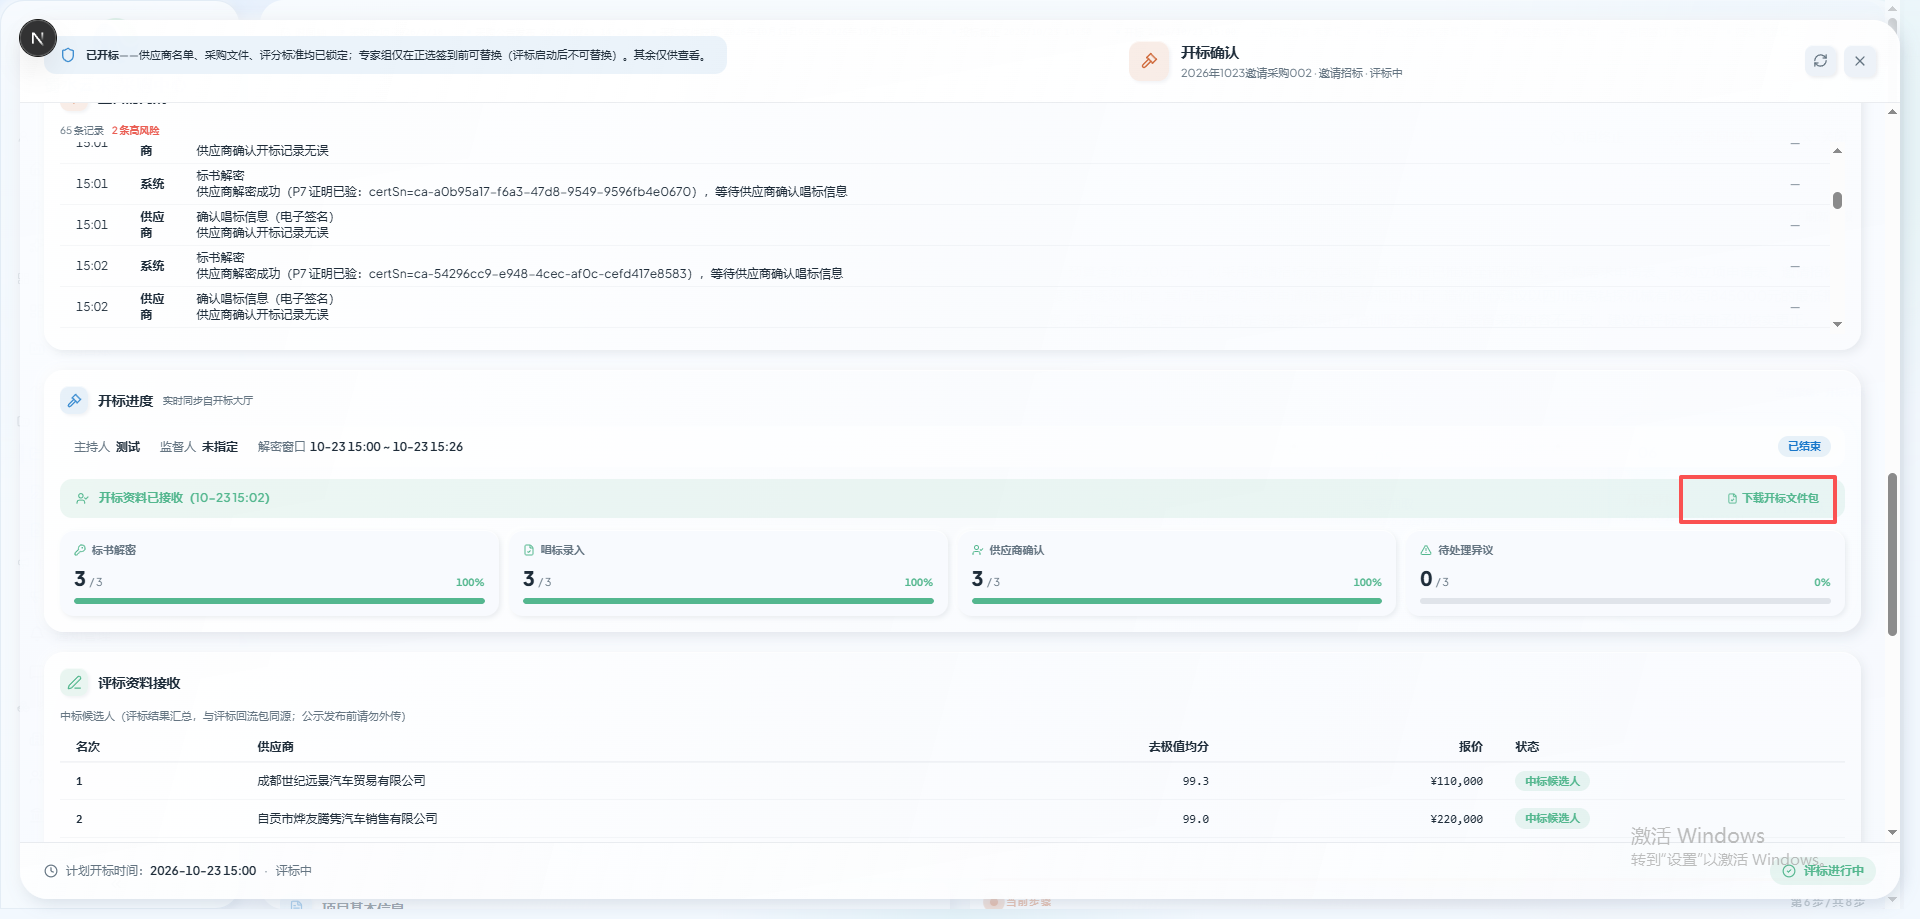 N
已开标——供应商名单、采购文件、评分标准均已锁定；专家组仅在正选签到前可替换（评标启动后不可替换）。其余仅供查看。
开标确认
2026年1023邀请采购002 · 邀请招标 · 评标中
65 条记录 2 条高风险
15:01 商 供应商确认开标记录无误 —
15:01 系统 标书解密
供应商解密成功（P7 证明已验：certSn=ca-a0b95a17-f6a3-47d8-9549-9596fb4e0670），等待供应商确认唱标信息 —
15:01 供应商 确认唱标信息（电子签名）
供应商确认开标记录无误 —
15:02 系统 标书解密
供应商解密成功（P7 证明已验：certSn=ca-54296cc9-e948-4cec-af0c-cefd417e8583），等待供应商确认唱标信息 —
15:02 供应商 确认唱标信息（电子签名）
供应商确认开标记录无误 —
开标进度 实时同步自开标大厅
主持人 测试 监督人 未指定 解密窗口 10-23 15:00 ~ 10-23 15:26 已结束
开标资料已接收（10-23 15:02） 下载开标文件包
标书解密
3 / 3 100%
唱标录入
3 / 3 100%
供应商确认
3 / 3 100%
待处理异议
0 / 3 0%
评标资料接收
中标候选人（评标结果汇总，与评标回流包同源；公示发布前请勿外传）
名次 供应商 去极值均分 报价 状态
1 成都世纪远景汽车贸易有限公司 99.3 ¥110,000 中标候选人
2 自贡市烨友腾隽汽车销售有限公司 99.0 ¥220,000 中标候选人
激活 Windows
转到“设置”以激活 Windows。
计划开标时间：2026-10-23 15:00 · 评标中
评标进行中
项目基本信息
当前步骤
第 6 步 / 共 8 步